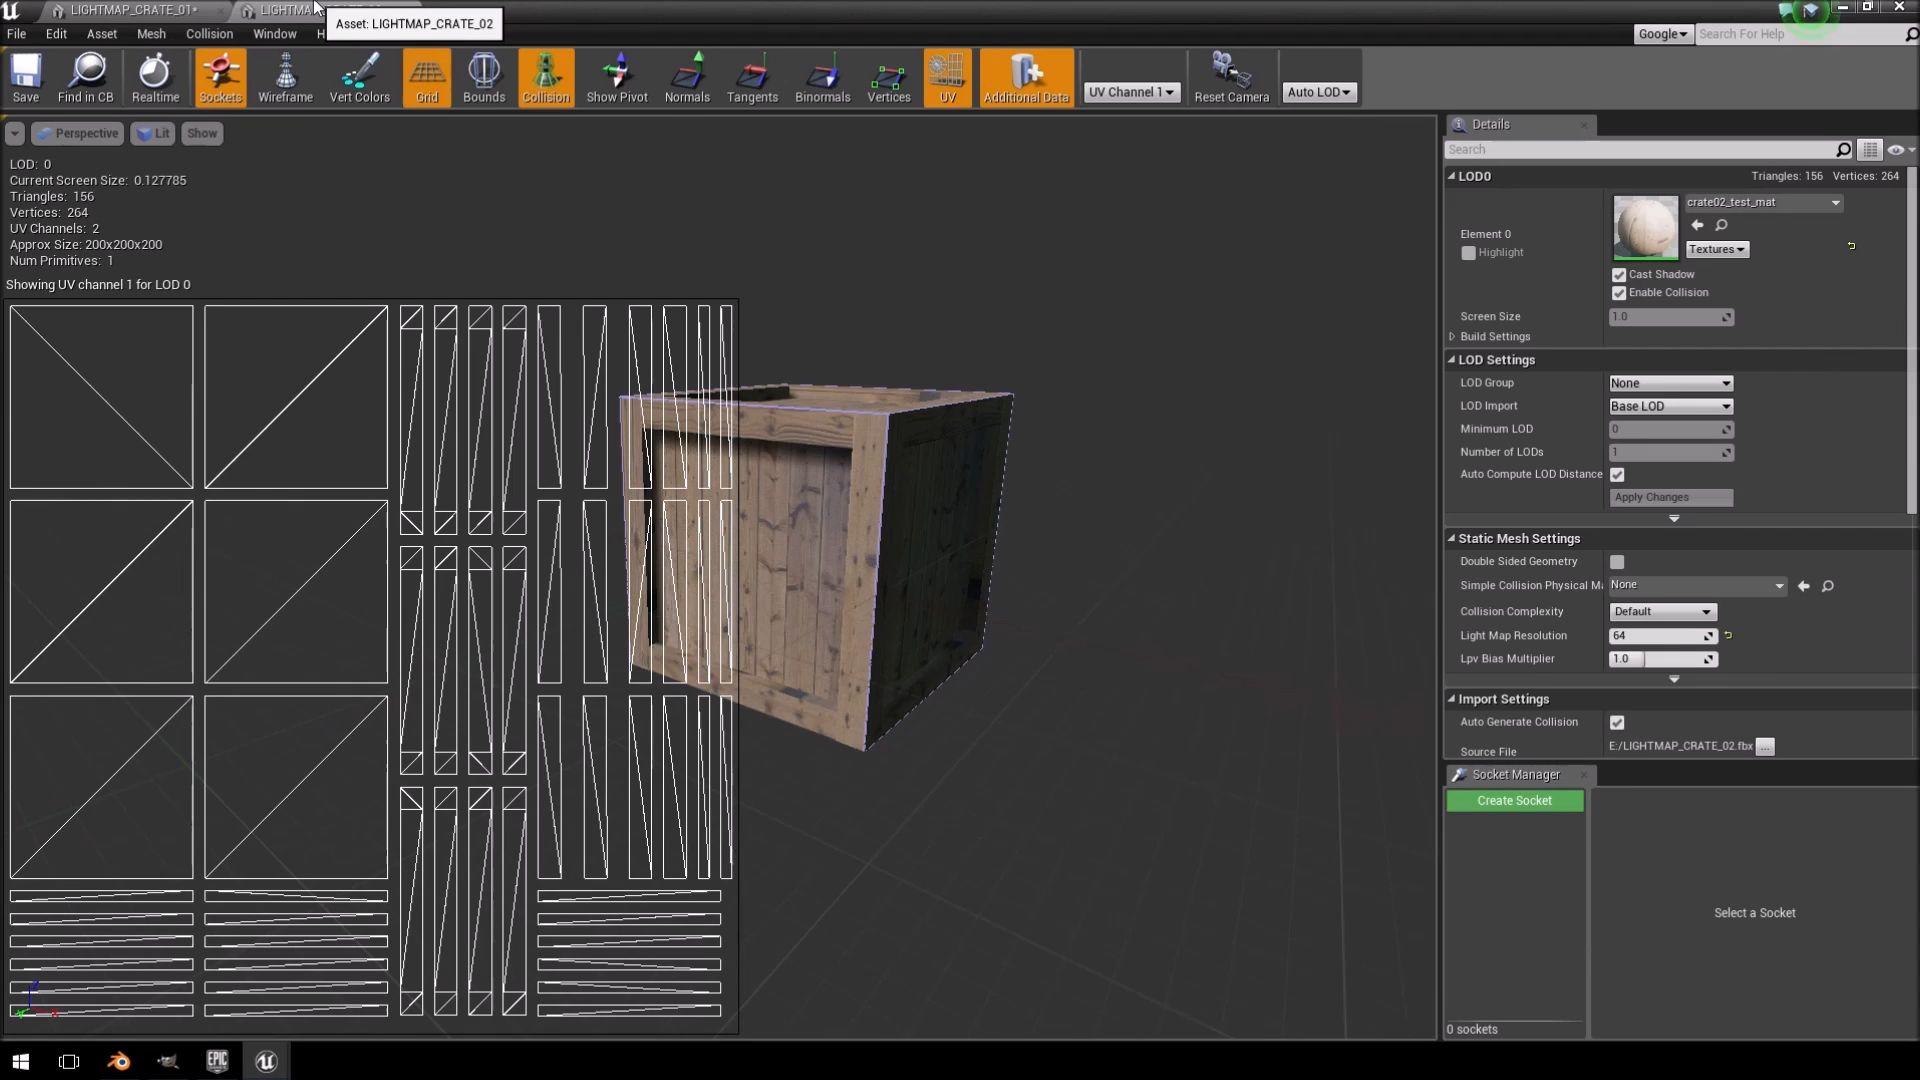 LIGHTMAP_CRATE_01*
LIGHTMAP
Asset: LIGHTMAP_CRATE_02
File Edit Asset Mesh Collision Window H
Google Search For Help
Save Find in CB Realtime Sockets Wireframe Vert Colors Grid Bounds Collision Show Pivot Normals Tangents Binormals Vertices UV Additional Data UV Channel 1 Reset Camera Auto LOD
Perspective Lit Show
LOD: 0
Current Screen Size: 0.127785
Triangles: 156
Vertices: 264
UV Channels: 2
Approx Size: 200x200x200
Num Primitives: 1
Showing UV channel 1 for LOD 0
Details
Search
LOD0 Triangles: 156 Vertices: 264
crate02_test_mat
Element 0
Highlight
Textures
Cast Shadow
Enable Collision
Screen Size 1.0
Build Settings
LOD Settings
LOD Group None
LOD Import Base LOD
Minimum LOD 0
Number of LODs 1
Auto Compute LOD Distance
Apply Changes
Static Mesh Settings
Double Sided Geometry
Simple Collision Physical Ma None
Collision Complexity Default
Light Map Resolution 64
Lpv Bias Multiplier 1.0
Import Settings
Auto Generate Collision
Source File E:/LIGHTMAP_CRATE_02.fbx ...
Socket Manager
Create Socket
Select a Socket
0 sockets
EPIC